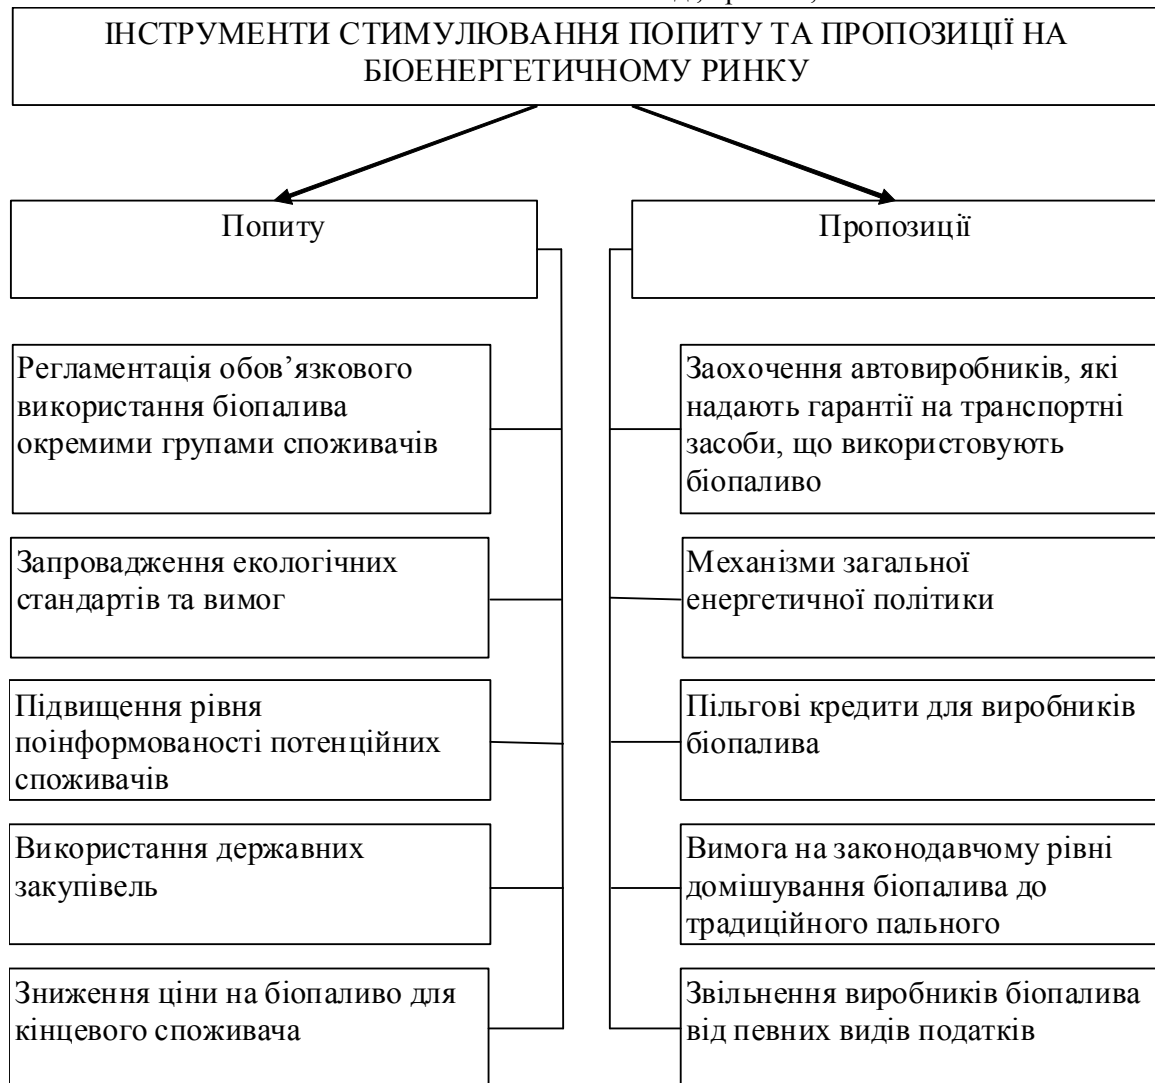 ІНСТРУМЕНТИ СТИМУЛЮВАННЯ ПОПИТУ ТА ПРОПОЗИЦІЇ НА
БІОЕНЕРГЕТИЧНОМУ РИНКУ
Попиту
Регламентація обов’язкового
використання біопалива
окремими групами споживачів
Запровадження екологічних
стандартів та вимог
Підвищення рівня
поінформованості потенційних
споживачів
Використання державних
закупівель
Зниження ціни на біопаливо для
кінцевого споживача
Пропозиції
Заохочення автовиробників, які
надають гарантії на транспортні
засоби, що використовують
біопаливо
Механізми загальної
енергетичної політики
Пільгові кредити для виробників
біопалива
Вимога на законодавчому рівні
домішування біопалива до
традиційного пального
Звільнення виробників біопалива
від певних видів податків